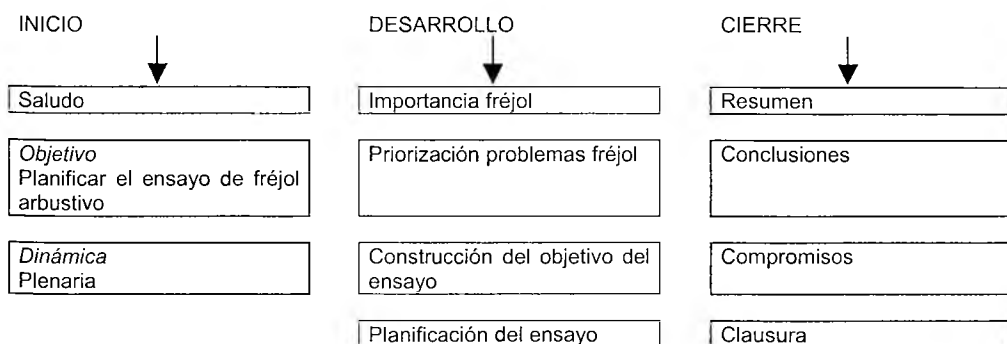 INICIO
Saludo
Objetivo
Planificar el ensayo de fréjol
arbustivo
Dinámica
Plenaria
DESARROLLO
Importancia fréjol
Priorización problemas fréjol
Construcción del objetivo del
ensayo
Planificación del ensayo
CIERRE
Resumen
Conclusiones
Compromisos
Clausura